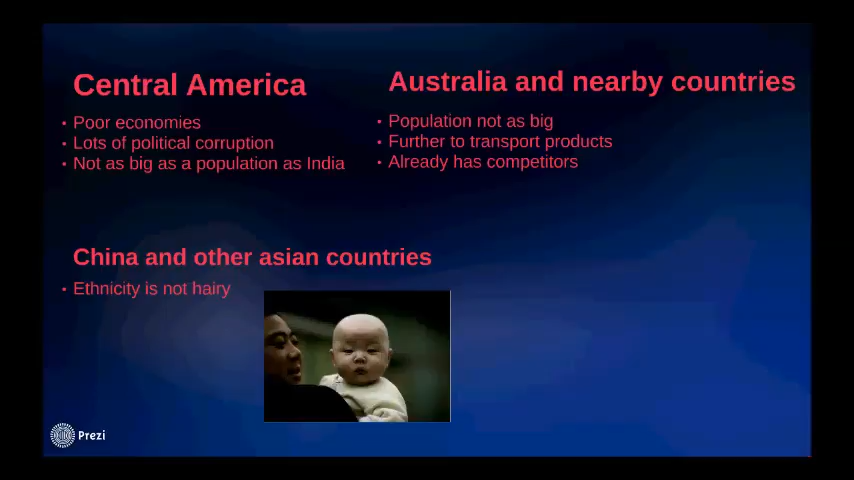 Central America
• Poor economies
• Lots of political corruption
• Not as big as a population as India
Australia and nearby countries
• Population not as big
• Further to transport products
• Already has competitors
China and other asian countries
• Ethnicity is not hairy
Prezi